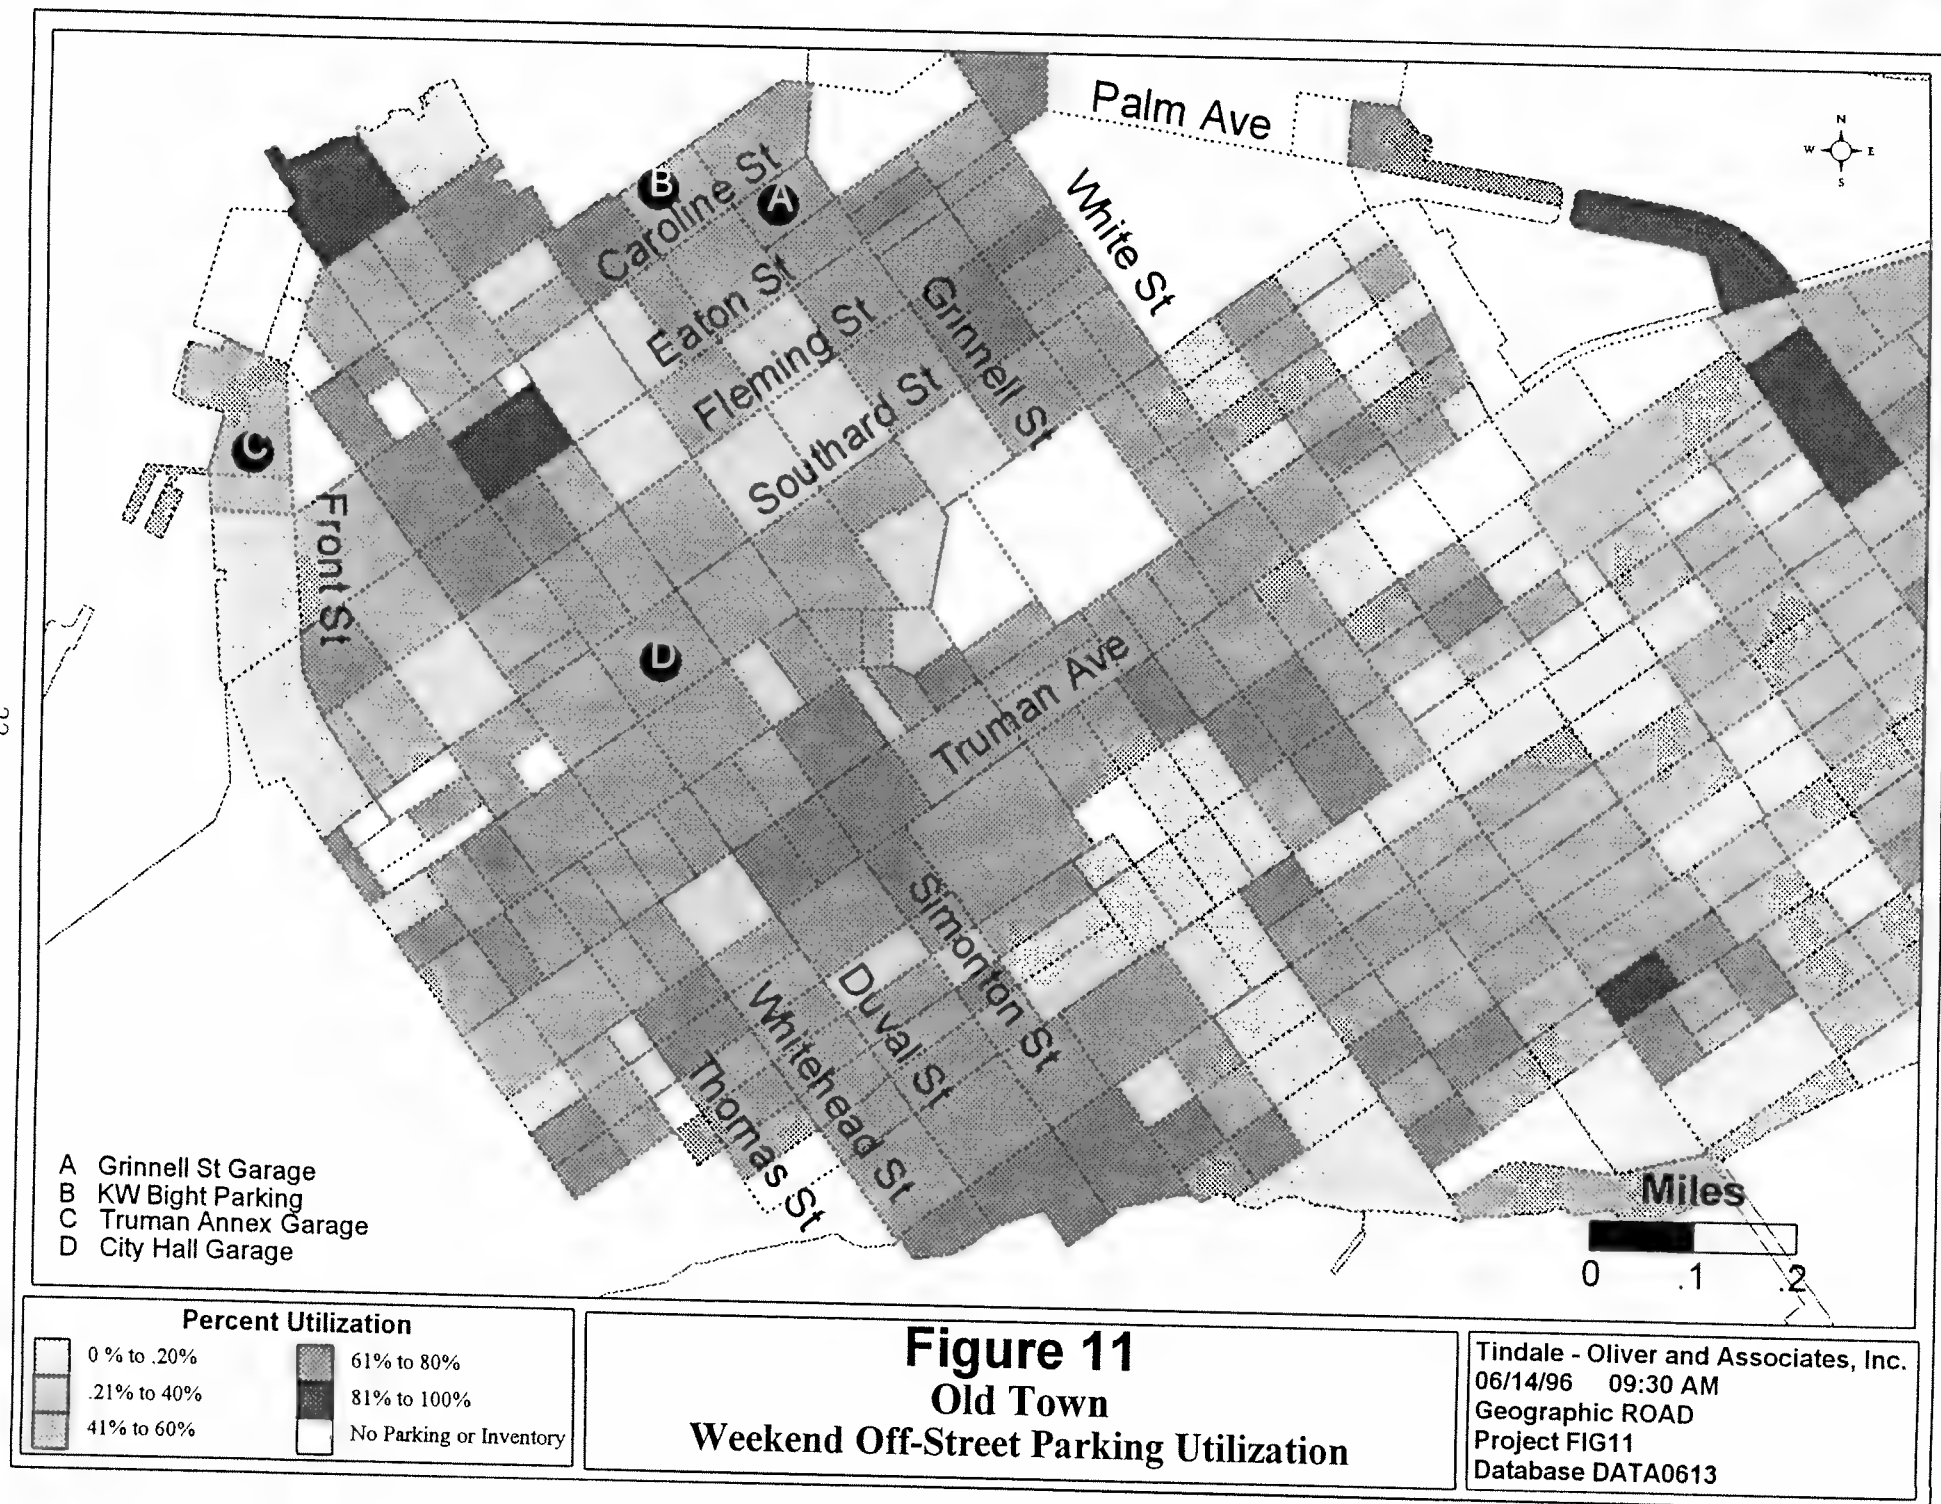 Palm Ave
N
W E
S
White St
B
A
Caroline St
Eaton St
Fleming St
Grinnell St
Southard St
C
Front St
D
Truman Ave
Simonton St
Duval St
Whitehead St
Thomas St
A Grinnell St Garage
B KW Bight Parking
C Truman Annex Garage
D City Hall Garage
Miles
0 .1 .2
Percent Utilization
0 % to .20%
.21% to 40%
41% to 60%
61% to 80%
81% to 100%
No Parking or Inventory
Figure 11
Old Town
Weekend Off-Street Parking Utilization
Tindale - Oliver and Associates, Inc.
06/14/96 09:30 AM
Geographic ROAD
Project FIG11
Database DATA0613